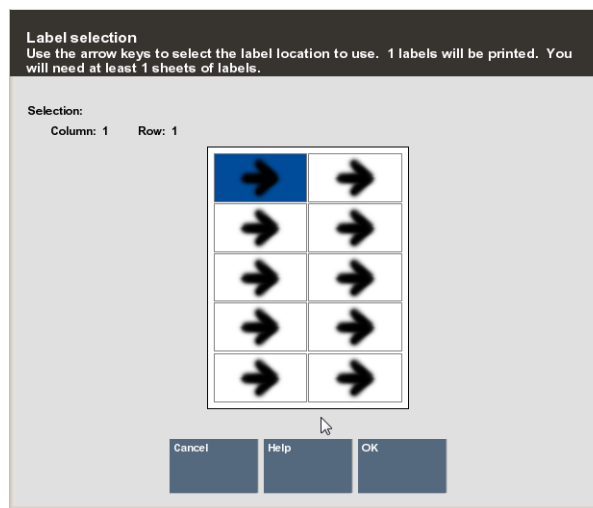 Label selection
Use the arrow keys to select the label location to use.  1 labels will be printed.  You
will need at least 1 sheets of labels.
Selection:
Column: 1 Row: 1
Cancel Help OK